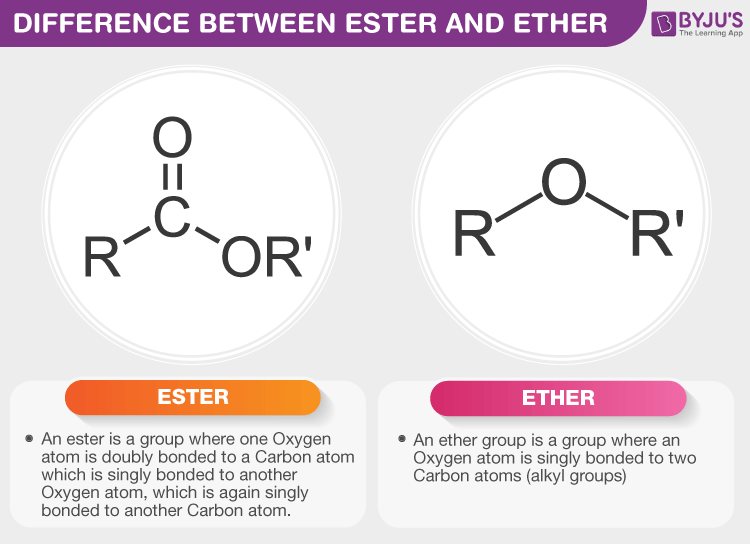 DIFFERENCE BETWEEN ESTER AND ETHER
BYJU'S
The Learning App
O
C
R
OR'
O
R
R'
ESTER
An ester is a group where one Oxygen
atom is doubly bonded to a Carbon atom
which is singly bonded to another
Oxygen atom, which is again singly
bonded to another Carbon atom.
ETHER
An ether group is a group where an
Oxygen atom is singly bonded to two
Carbon atoms (alkyl groups)